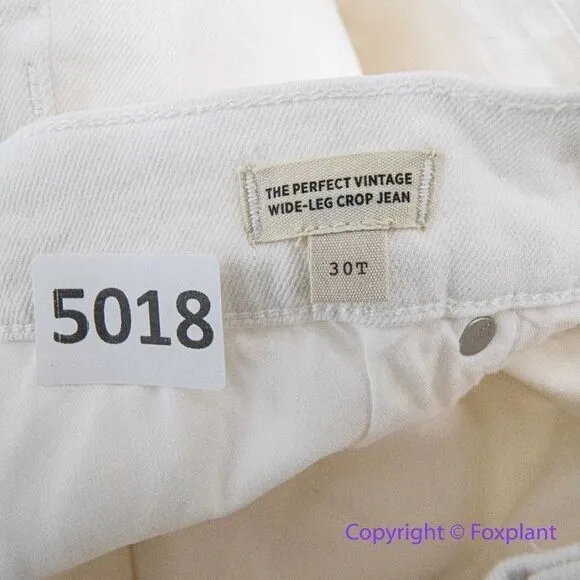 THE PERFECT VINTAGE
WIDE-LEG CROP JEAN
30T
5018
Copyright © Foxplant